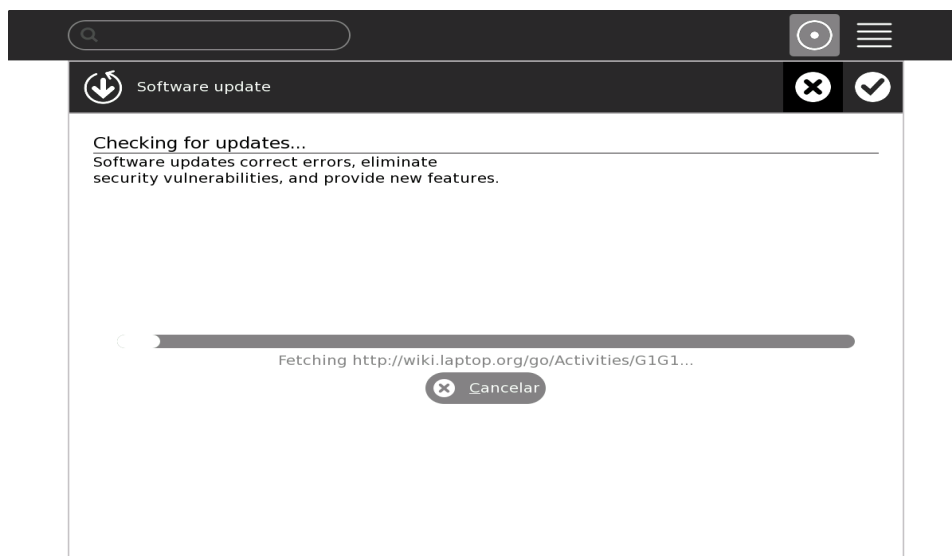 Software update
Checking for updates...
Software updates correct errors, eliminate
security vulnerabilities, and provide new features.
Fetching http://wiki.laptop.org/go/Activities/G1G1...
Cancelar